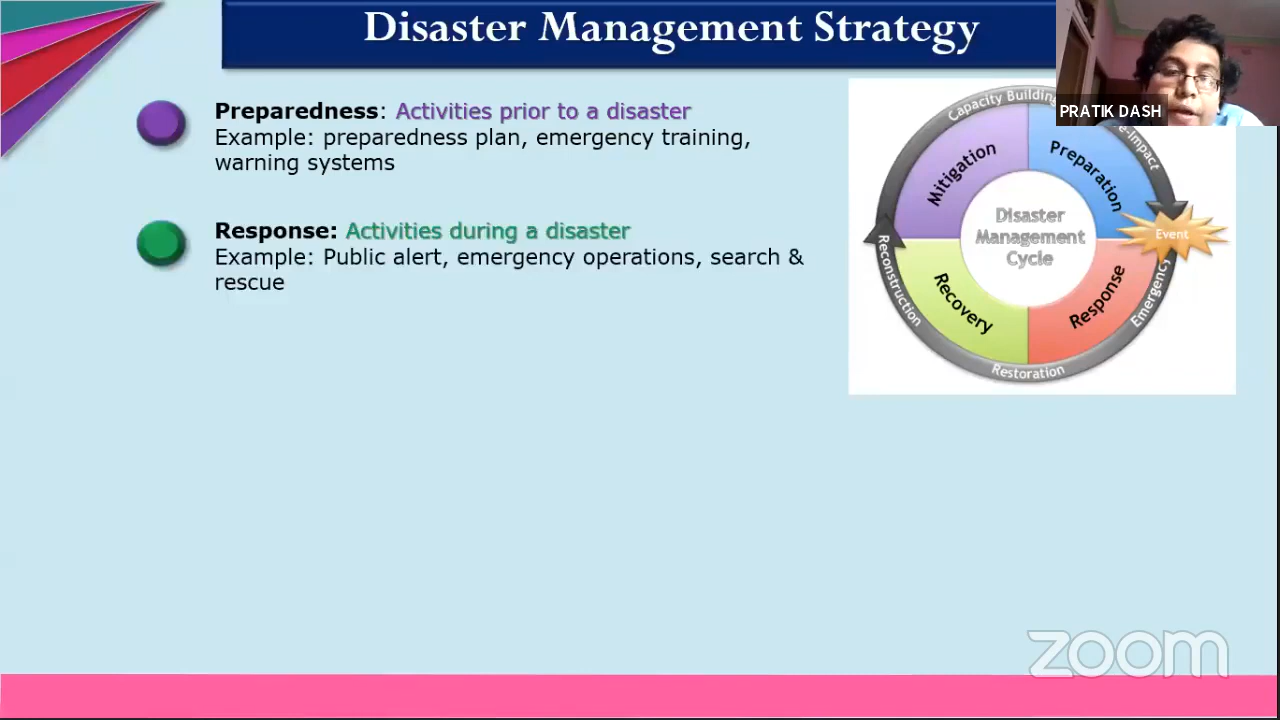 Disaster Management Strategy
PRATIK DASH
Preparedness: Activities prior to a disaster
Example: preparedness plan, emergency training,
warning systems
Response: Activities during a disaster
Example: Public alert, emergency operations, search &
rescue
Capacity Building
e-Impact
Mitigation
Preparation
Disaster
Management
Cycle
Event
Reconstruction
Recovery
Response
Emergency
Restoration
zoom